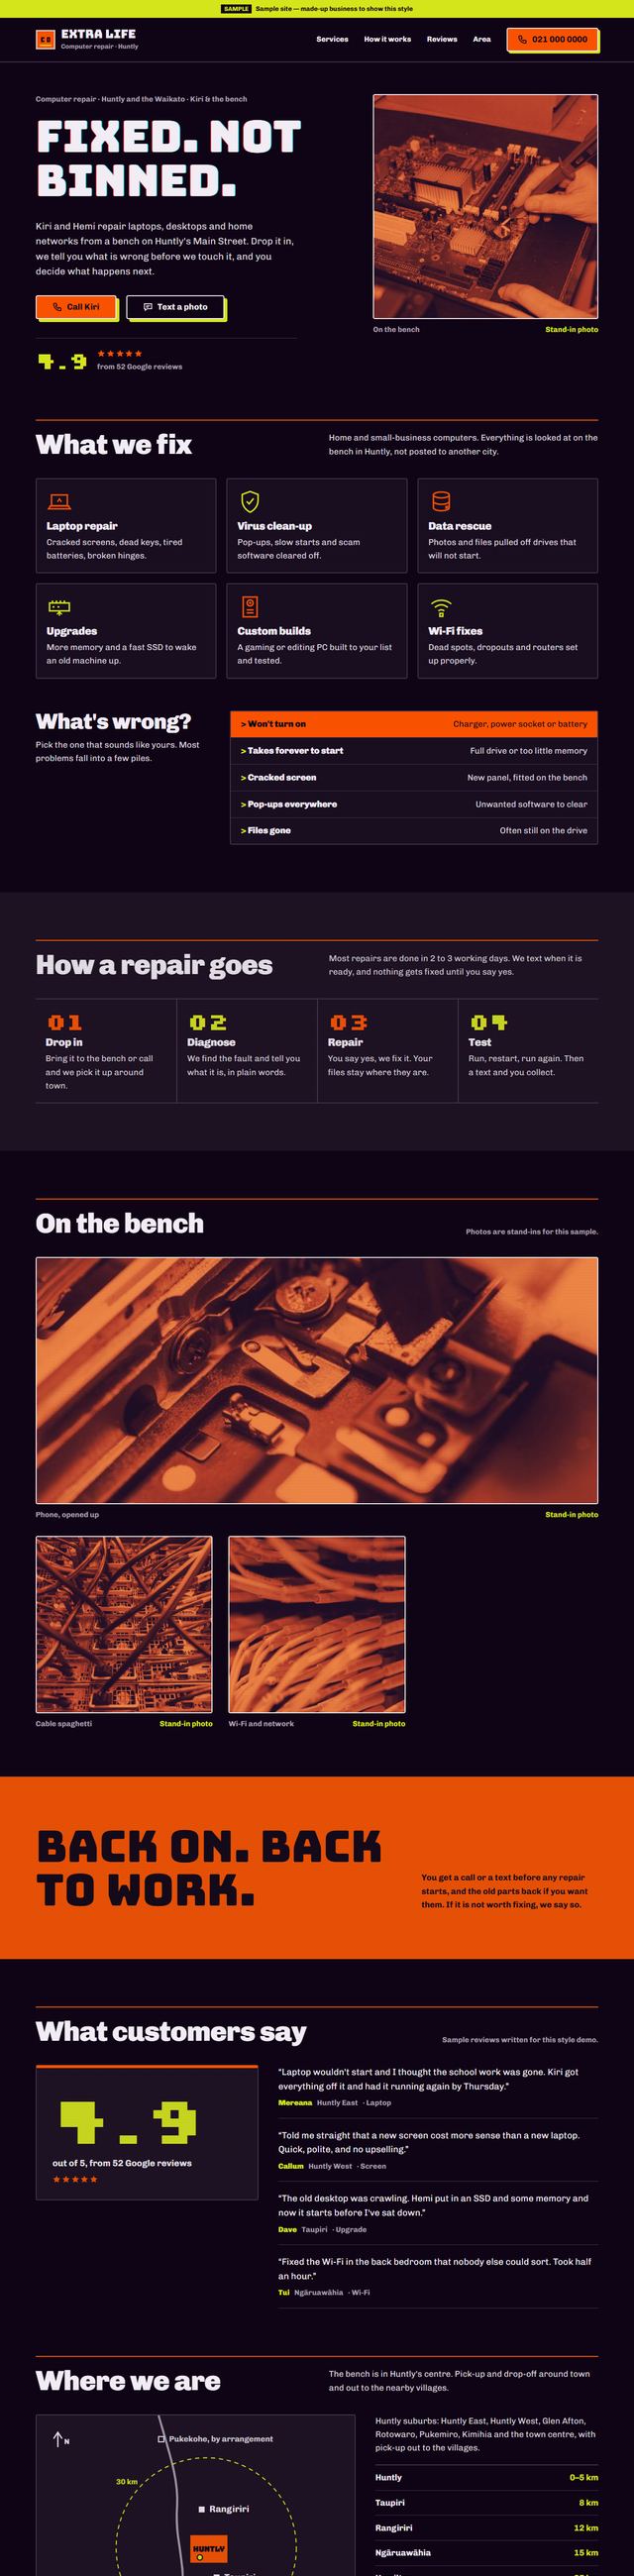 SAMPLE Sample site — made-up business to show this style
EXTRA LIFE
Computer repair · Huntly
Services How it works Reviews Area 021 000 0000
Computer repair · Huntly and the Waikato · Kiri & the bench
FIXED. NOT
BINNED.
Kiri and Hemi repair laptops, desktops and home
networks from a bench on Huntly's Main Street. Drop it in,
we tell you what is wrong before we touch it, and you
decide what happens next.
Call Kiri Text a photo
On the bench Stand-in photo
4.9 ★★★★★
from 52 Google reviews
What we fix
Home and small-business computers. Everything is looked at on the
bench in Huntly, not posted to another city.
Laptop repair
Cracked screens, dead keys, tired
batteries, broken hinges.
Virus clean-up
Pop-ups, slow starts and scam
software cleared off.
Data rescue
Photos and files pulled off drives that
will not start.
Upgrades
More memory and a fast SSD to wake
an old machine up.
Custom builds
A gaming or editing PC built to your list
and tested.
Wi-Fi fixes
Dead spots, dropouts and routers set
up properly.
What's wrong?
Pick the one that sounds like yours. Most
problems fall into a few piles.
> Won't turn on Charger, power socket or battery
> Takes forever to start Full drive or too little memory
> Cracked screen New panel, fitted on the bench
> Pop-ups everywhere Unwanted software to clear
> Files gone Often still on the drive
How a repair goes
Most repairs are done in 2 to 3 working days. We text when it is
ready, and nothing gets fixed until you say yes.
01
Drop in
Bring it to the bench or call
and we pick it up around
town.
02
Diagnose
We find the fault and tell you
what it is, in plain words.
03
Repair
You say yes, we fix it. Your
files stay where they are.
04
Test
Run, restart, run again. Then
a text and you collect.
On the bench
Photos are stand-ins for this sample.
Phone, opened up Stand-in photo
Cable spaghetti Stand-in photo
Wi-Fi and network Stand-in photo
BACK ON. BACK
TO WORK.
You get a call or a text before any repair
starts, and the old parts back if you want
them. If it is not worth fixing, we say so.
What customers say
Sample reviews written for this style demo.
4.9
out of 5, from 52 Google reviews
★★★★★
"Laptop wouldn't start and I thought the school work was gone. Kiri got
everything off it and had it running again by Thursday."
Mereana Huntly East · Laptop
"Told me straight that a new screen cost more sense than a new laptop.
Quick, polite, and no upselling."
Callum Huntly West · Screen
"The old desktop was crawling. Hemi put in an SSD and some memory and
now it starts before I've sat down."
Dave Taupiri · Upgrade
"Fixed the Wi-Fi in the back bedroom that nobody else could sort. Took half
an hour."
Tui Ngāruawāhia · Wi-Fi
Where we are
The bench is in Huntly's centre. Pick-up and drop-off around town
and out to the nearby villages.
N
Pukekohe, by arrangement
30 km
Rangiriri
HUNTLY
Huntly suburbs: Huntly East, Huntly West, Glen Afton,
Rotowaro, Pukemiro, Kimihia and the town centre, with
pick-up out to the villages.
Huntly 0–5 km
Taupiri 8 km
Rangiriri 12 km
Ngāruawāhia 15 km